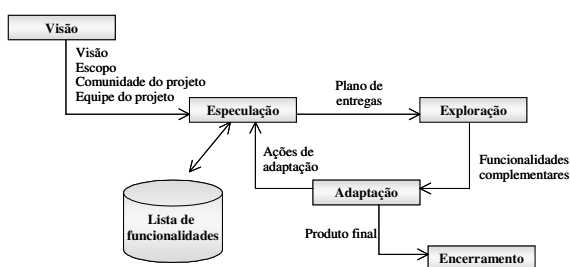 Visão
Visão
Escopo
Comunidade do projeto
Equipe do projeto
Especulação
Plano de
entregas
Exploração
Ações de
adaptação
Funcionalidades
complementares
Adaptação
Lista de
funcionalidades
Produto final
Encerramento